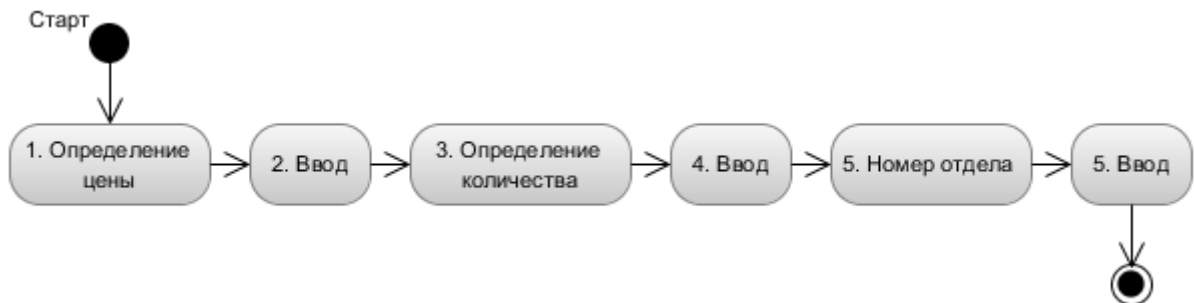 Старт
1. Определение
цены
2. Ввод
3. Определение
количества
4. Ввод
5. Номер отдела
5. Ввод